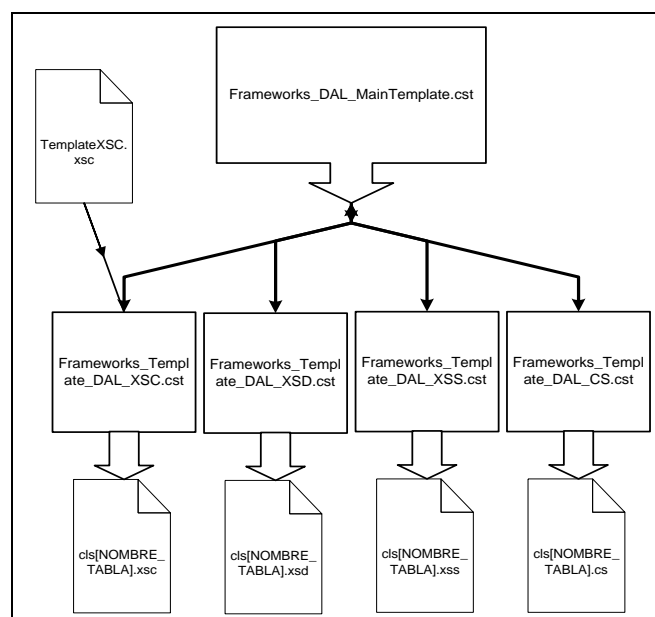 Frameworks_DAL_MainTemplate.cst
TemplateXSC.
xsc
Frameworks_Templ
ate_DAL_XSC.cst
Frameworks_Templ
ate_DAL_XSD.cst
Frameworks_Templ
ate_DAL_XSS.cst
Frameworks_Templ
ate_DAL_CS.cst
cls[NOMBRE_
TABLA].xsc
cls[NOMBRE_
TABLA].xsd
cls[NOMBRE_
TABLA].xss
cls[NOMBRE_
TABLA].cs